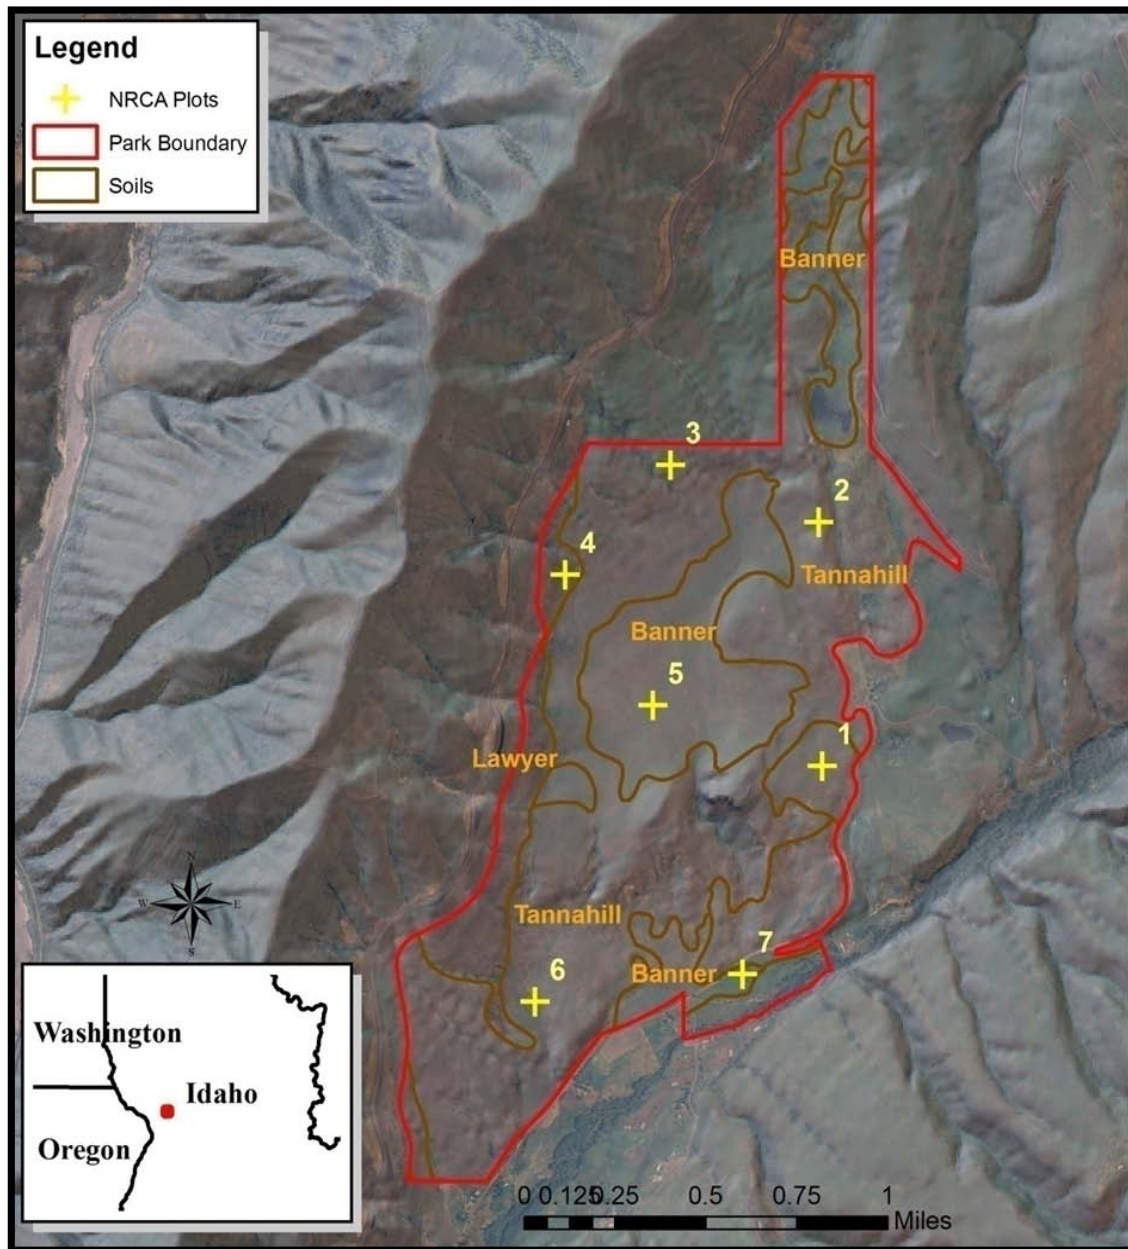 Legend
NRCA Plots
Park Boundary
Soils
Banner
3
2
4
Tannahill
Banner
5
1
Lawyer
N
W E
S
Tannahill
7
Banner
6
Washington
Idaho
Oregon
0 0.125 0.25 0.5 0.75 1
Miles